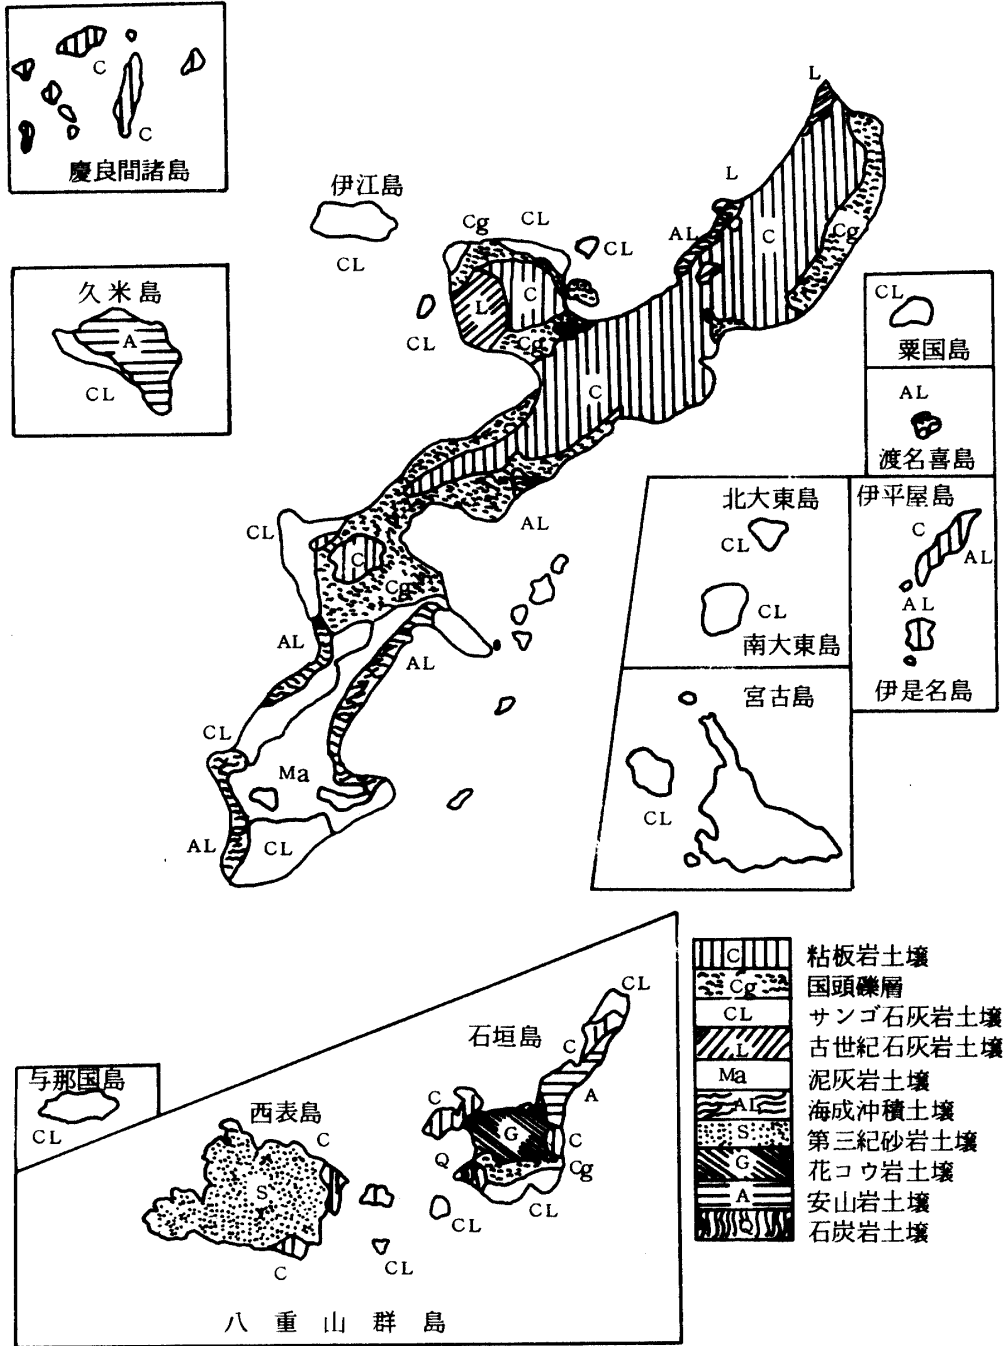 C
C
慶良間諸島
久米島
A
CL
伊江島
CL
Cg
CL
CL
L
C
CL
Cg
L
L
AL
C
Cg
C
CL
粟国島
AL
渡名喜島
北大東島
CL
CL
南大東島
伊平屋島
C
AL
AL
伊是名島
宮古島
CL
CL
C
Cg
AL
AL
AL
CL
Ma
AL
CL
与那国島
CL
西表島
C
S
C
石垣島
CL
C
A
C
G
C
Q
Cg
CL
CL
CL
八重山群島
C 粘板岩土壌
Cg 国頭礫層
CL サンゴ石灰岩土壌
L 古世紀石灰岩土壌
Ma 泥灰岩土壌
AL 海成沖積土壌
S 第三紀砂岩土壌
G 花コウ岩土壌
A 安山岩土壌
Q 石炭岩土壌